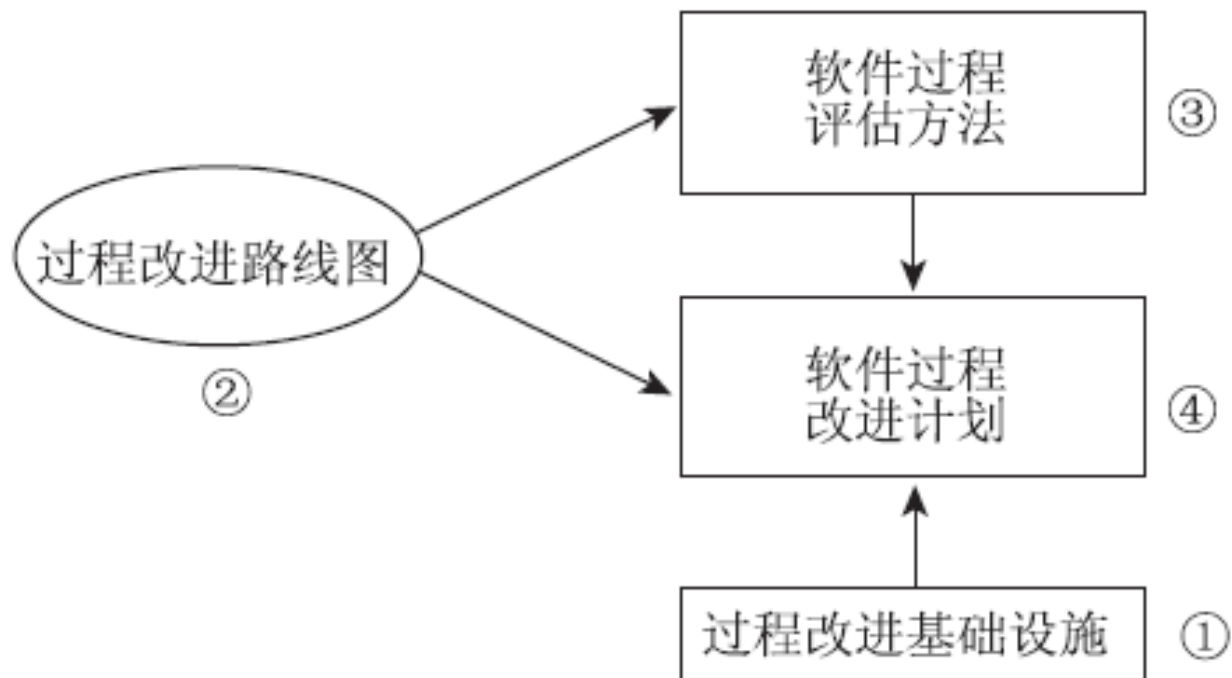 软件过程
评估方法
③
过程改进路线图
②
软件过程
改进计划
④
过程改进基础设施
①